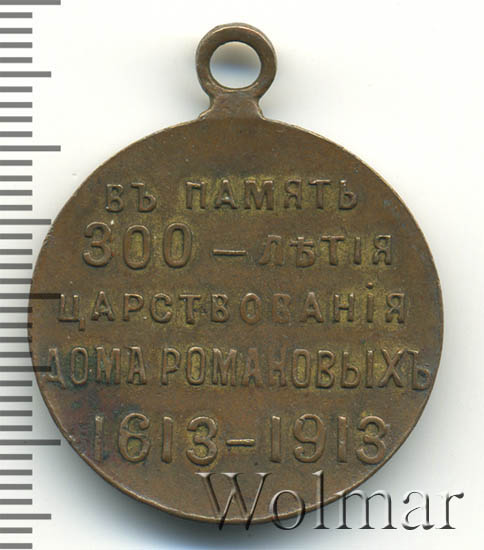 ВЪ ПАМЯТЬ
300 – ЛѢТІЯ
ЦАРСТВОВАНІЯ
ДОМА РОМАНОВЫХЪ
1613–1913
Wolmar